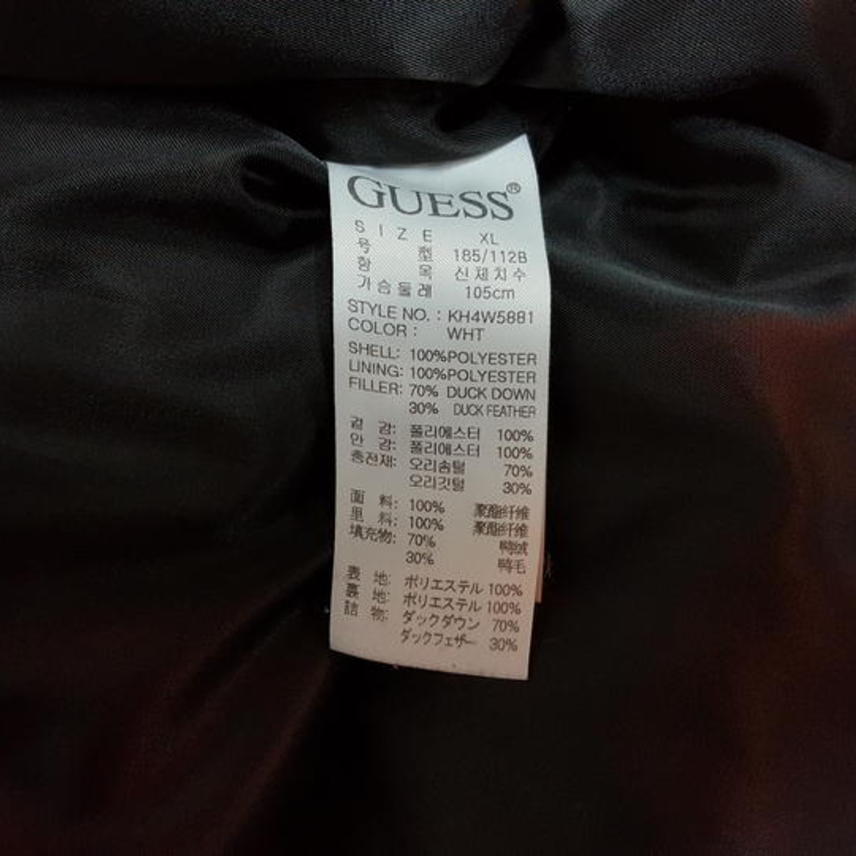 GUESS®
SIZE XL
号 型 185/112B
항 목 신체치수
가슴둘레 105cm
STYLE NO. : KH4W5881
COLOR : WHT
SHELL: 100%POLYESTER
LINING: 100%POLYESTER
FILLER: 70% DUCK DOWN
30% DUCK FEATHER
겉 감: 폴리에스터 100%
안 감: 폴리에스터 100%
충전재: 오리솜털 70%
오리깃털 30%
面 料: 100% 聚酯纤维
里 料: 100% 聚酯纤维
填充物: 70% 鸭绒
30% 鸭毛
表 地: ポリエステル 100%
裏 地: ポリエステル 100%
詰 物: ダックダウン 70%
ダックフェザー 30%